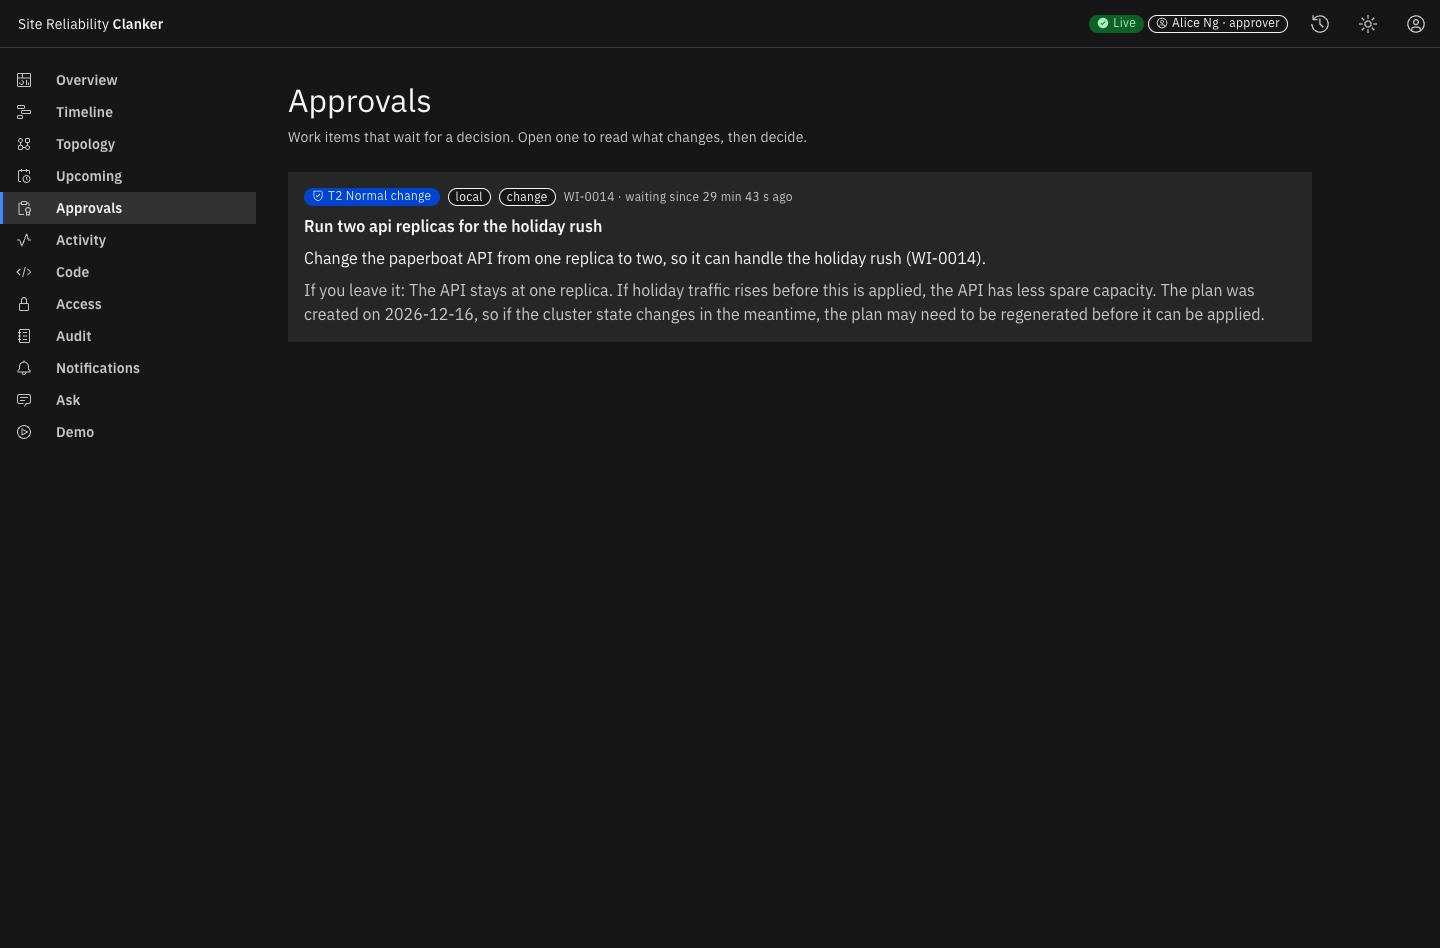 Site Reliability Clanker
Live
Alice Ng · approver
Overview
Timeline
Topology
Upcoming
Approvals
Activity
Code
Access
Audit
Notifications
Ask
Demo
Approvals
Work items that wait for a decision. Open one to read what changes, then decide.
T2 Normal change local change WI-0014 · waiting since 29 min 43 s ago
Run two api replicas for the holiday rush
Change the paperboat API from one replica to two, so it can handle the holiday rush (WI-0014).
If you leave it: The API stays at one replica. If holiday traffic rises before this is applied, the API has less spare capacity. The plan was
created on 2026-12-16, so if the cluster state changes in the meantime, the plan may need to be regenerated before it can be applied.